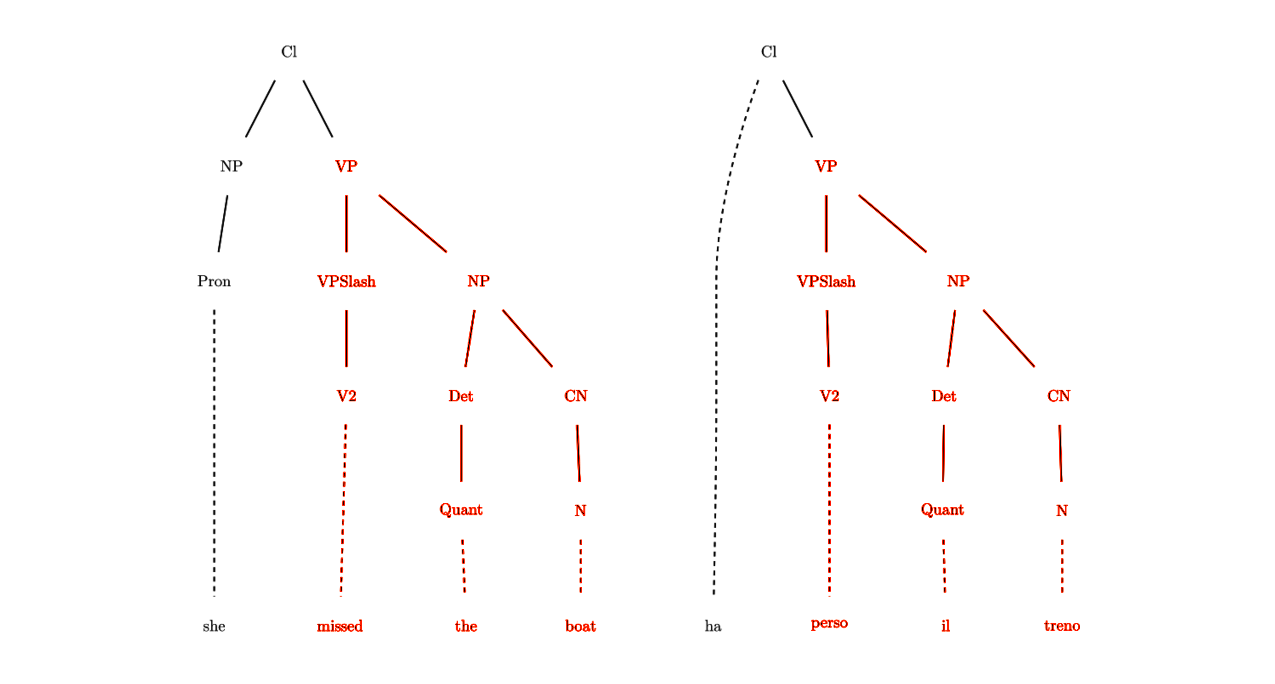 Cl Cl
NP VP VP
Pron VPSlash NP VPSlash NP
V2 Det CN V2 Det CN
Quant N Quant N
she missed the boat ha perso il treno